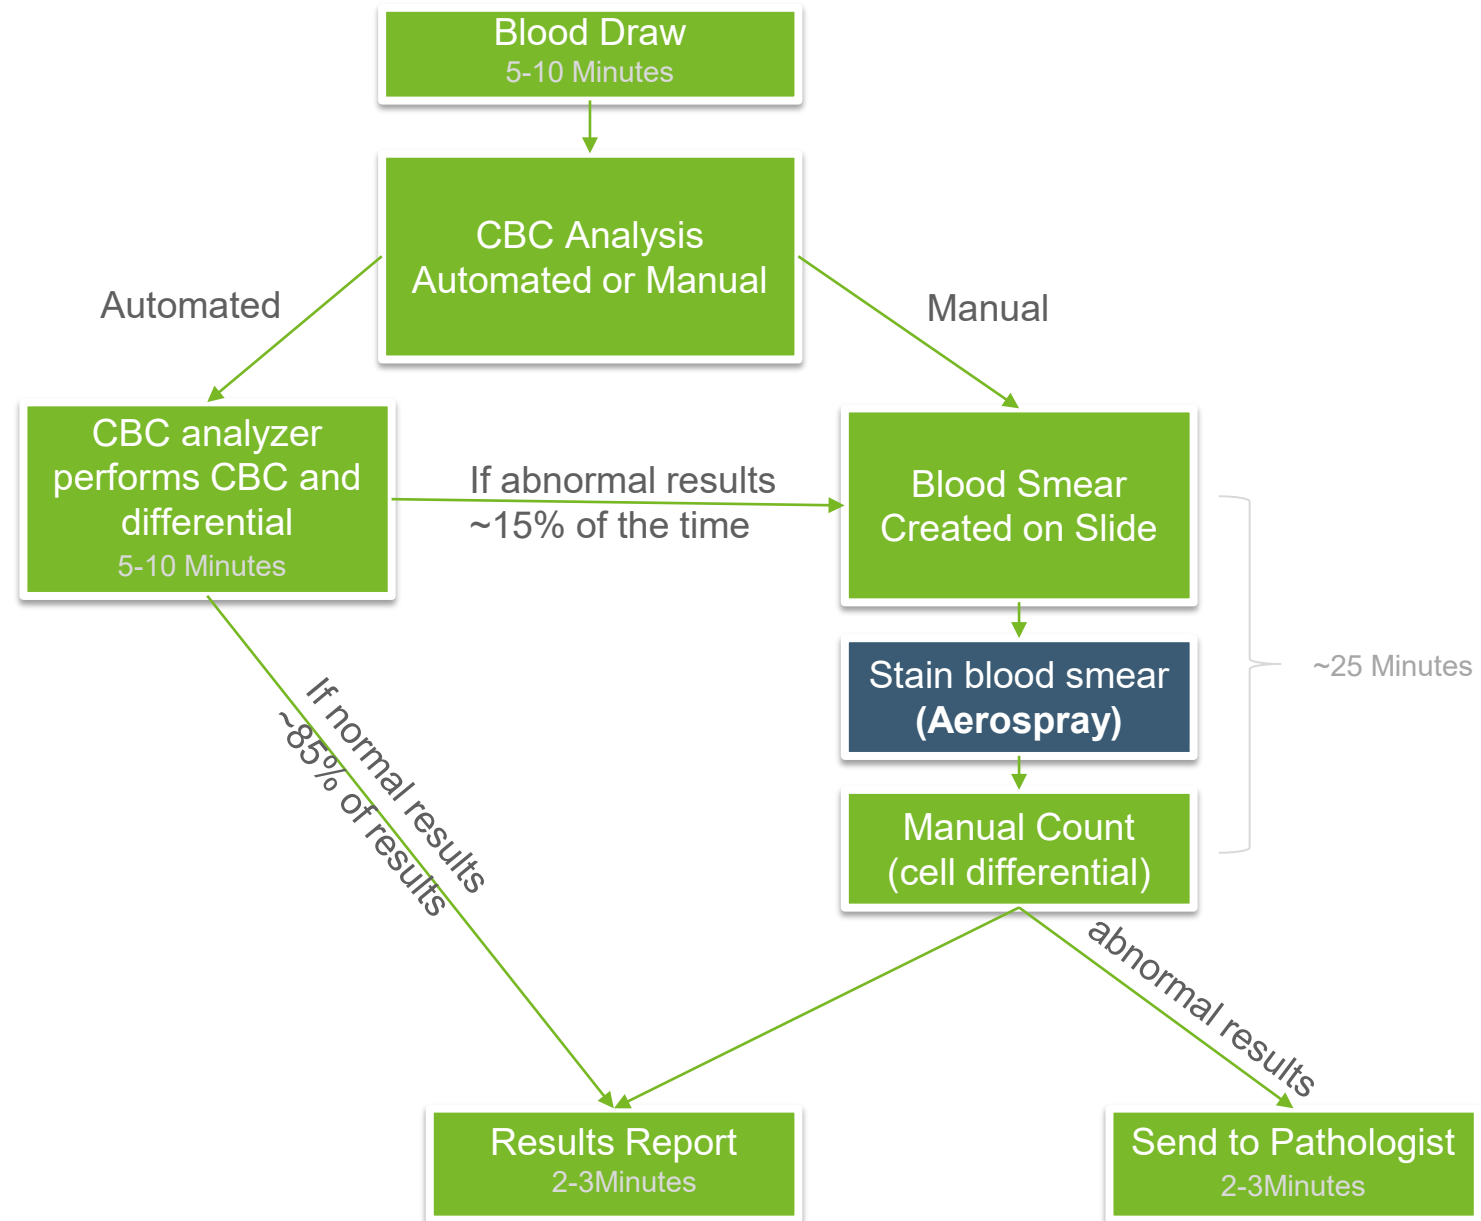 Blood Draw
5-10 Minutes
CBC Analysis
Automated or Manual
Automated
Manual
CBC analyzer
performs CBC and
differential
5-10 Minutes
If abnormal results
~15% of the time
Blood Smear
Created on Slide
Stain blood smear
(Aerospray)
~25 Minutes
Manual Count
(cell differential)
If normal results
~85% of results
abnormal results
Results Report
2-3Minutes
Send to Pathologist
2-3Minutes